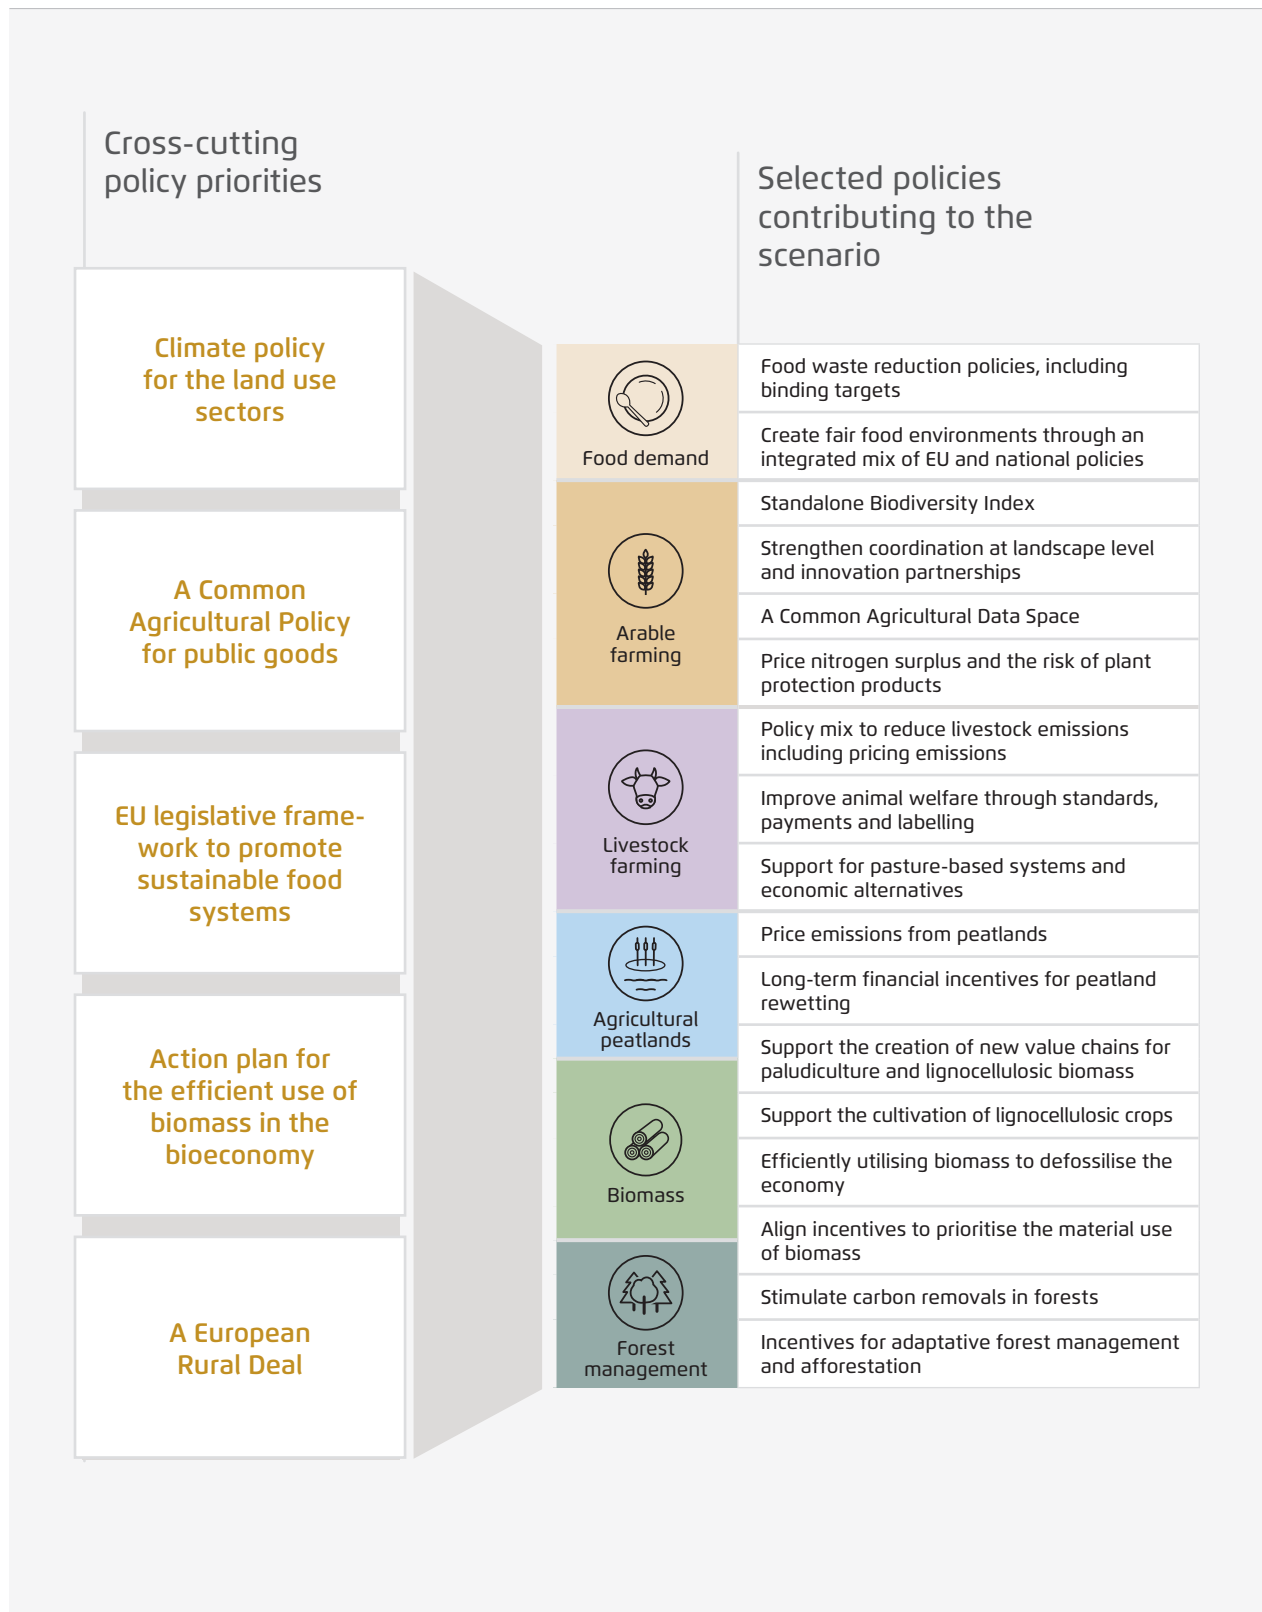 Cross-cutting
policy priorities
Climate policy
for the land use
sectors
A Common
Agricultural Policy
for public goods
EU legislative frame-
work to promote
sustainable food
systems
Action plan for
the efficient use of
biomass in the
bioeconomy
A European
Rural Deal
Selected policies
contributing to the
scenario
Food demand
Food waste reduction policies, including
binding targets
Create fair food environments through an
integrated mix of EU and national policies
Arable
farming
Standalone Biodiversity Index
Strengthen coordination at landscape level
and innovation partnerships
A Common Agricultural Data Space
Price nitrogen surplus and the risk of plant
protection products
Livestock
farming
Policy mix to reduce livestock emissions
including pricing emissions
Improve animal welfare through standards,
payments and labelling
Support for pasture-based systems and
economic alternatives
Agricultural
peatlands
Price emissions from peatlands
Long-term financial incentives for peatland
rewetting
Support the creation of new value chains for
paludiculture and lignocellulosic biomass
Biomass
Support the cultivation of lignocellulosic crops
Efficiently utilising biomass to defossilise the
economy
Align incentives to prioritise the material use
of biomass
Forest
management
Stimulate carbon removals in forests
Incentives for adaptative forest management
and afforestation